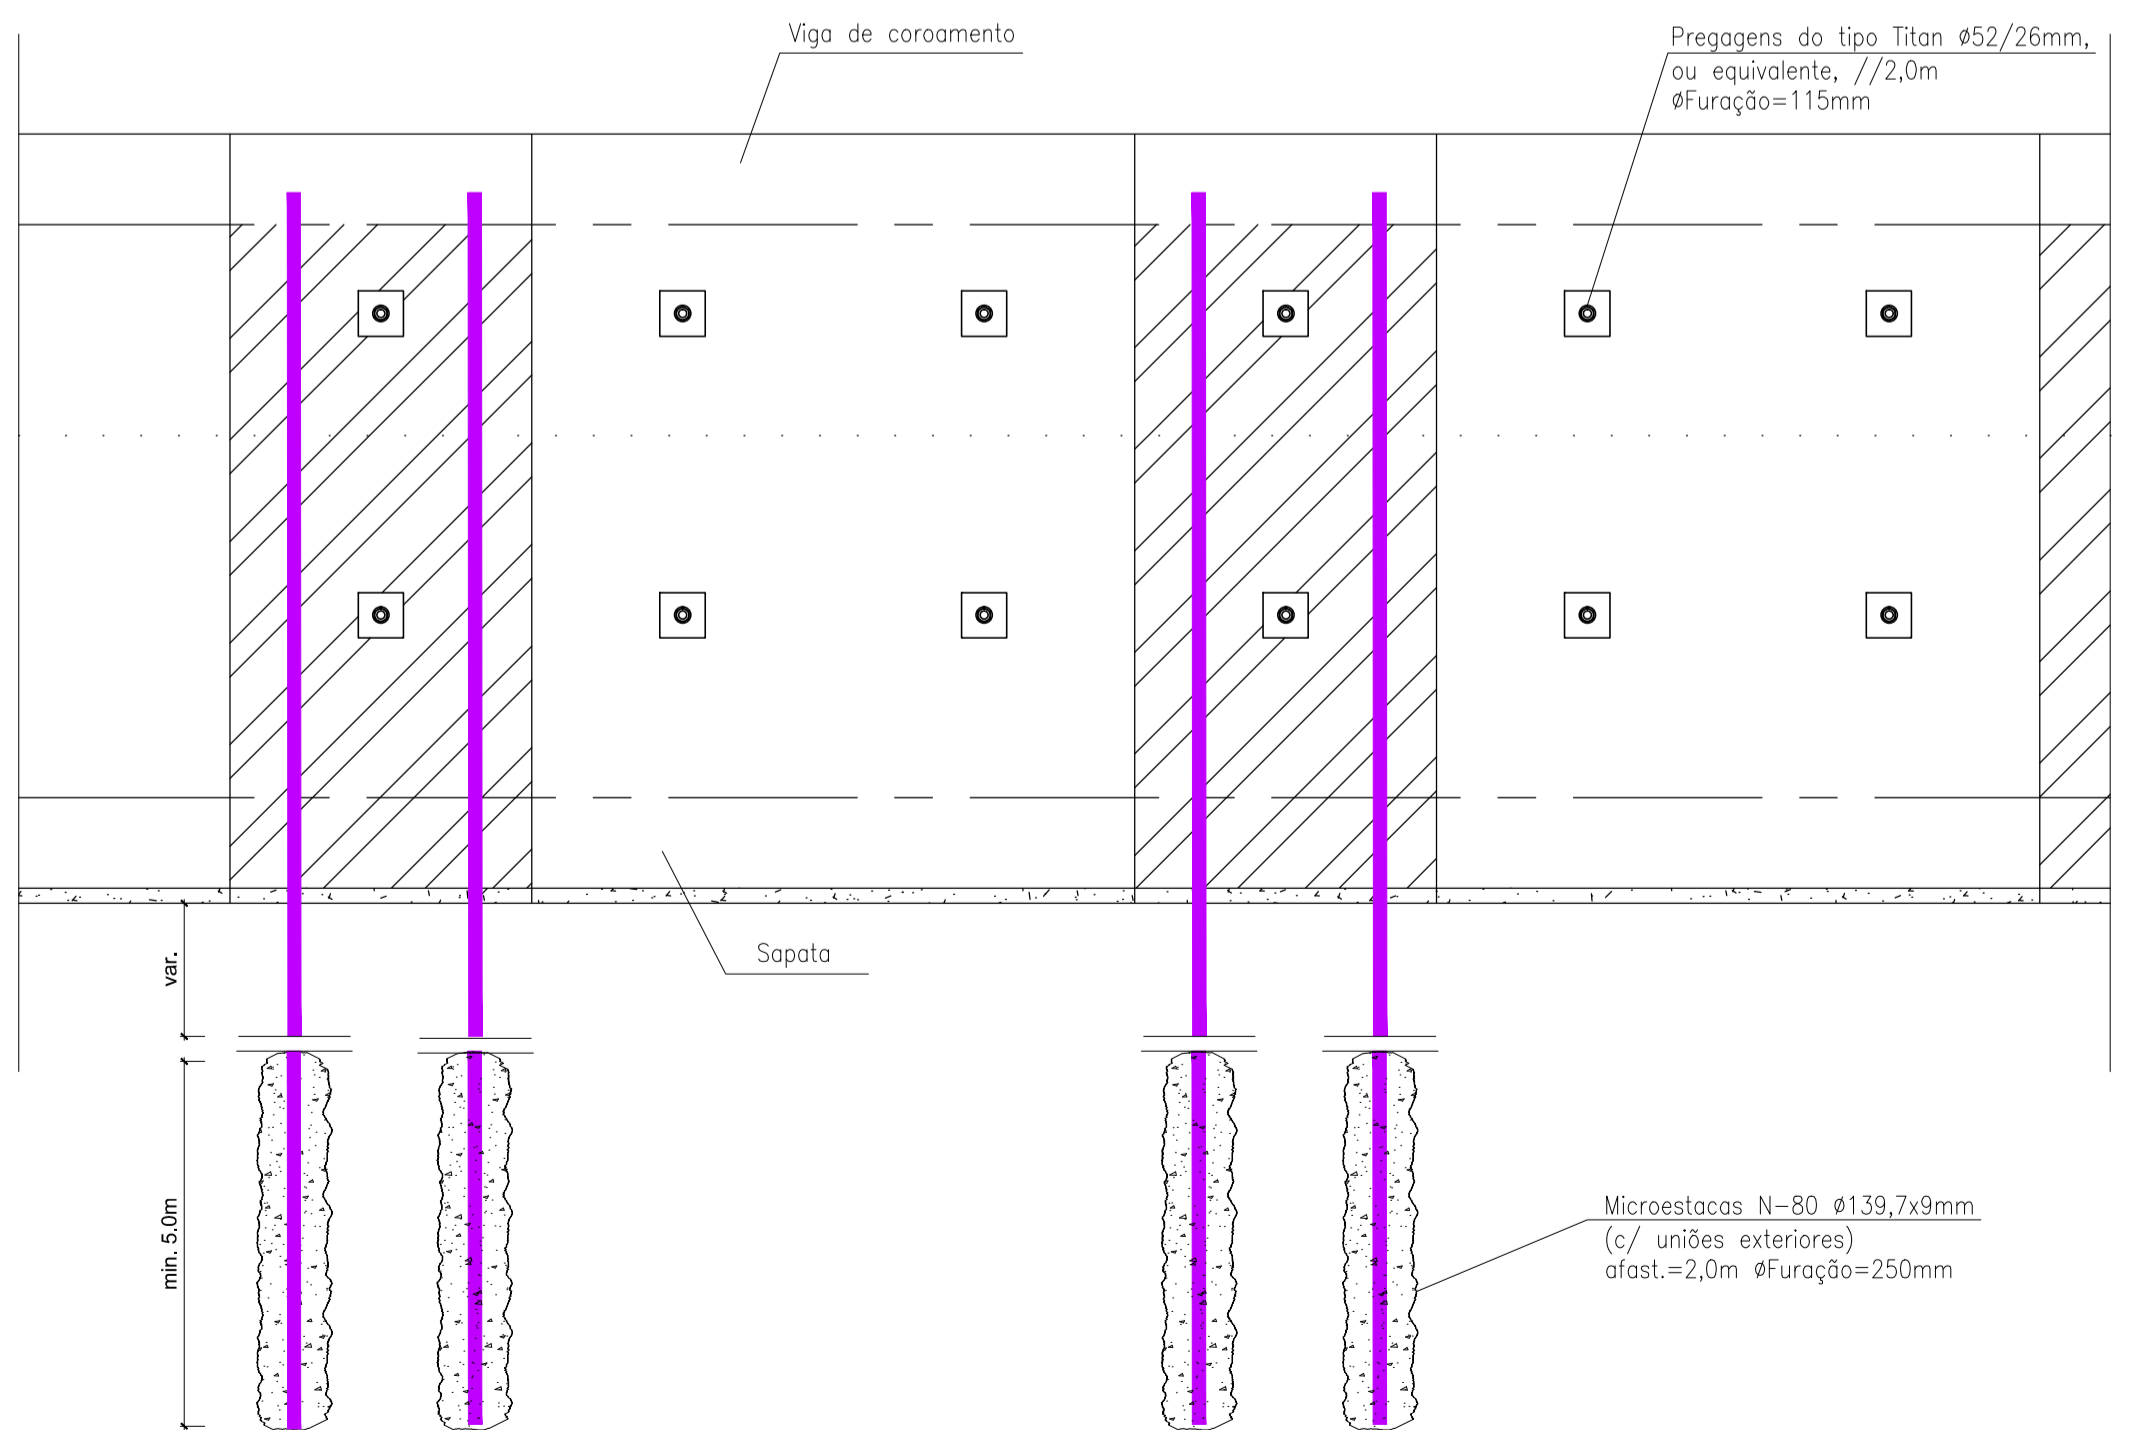 Viga de coroamento
Pregagens do tipo Titan ø52/26mm,
ou equivalente, //2,0m
øFuração=115mm
var.
Sapata
min. 5.0m
Microestacas N-80 ø139,7x9mm
(c/ uniões exteriores)
afast.=2,0m øFuração=250mm